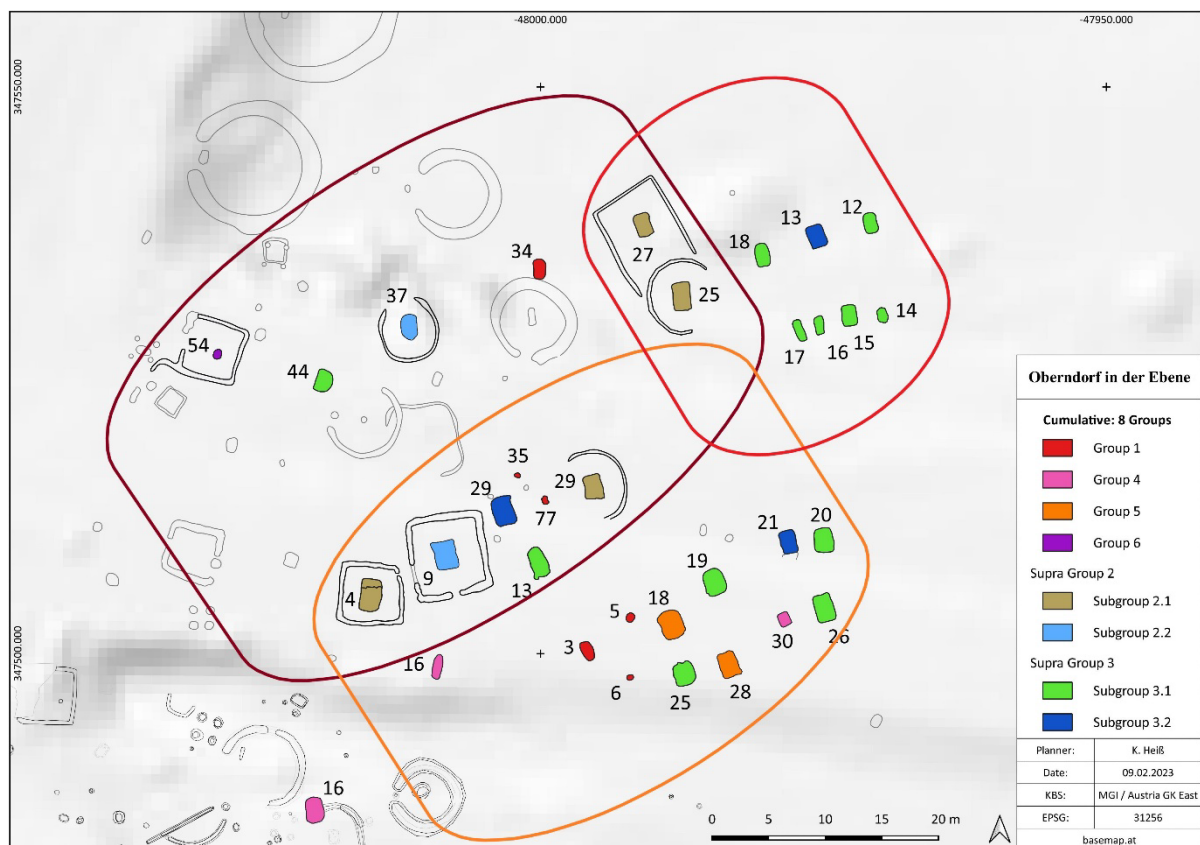 -48000.000
-47950.000
347550.000
347500.000
12
13
18
27
34
25
37
14
15
16
17
54
44
35
29
29
77
21
20
9
13
19
4
5
18
30
26
3
16
6
25
28
16
Oberndorf in der Ebene
Cumulative: 8 Groups
Group 1
Group 4
Group 5
Group 6
Supra Group 2
Subgroup 2.1
Subgroup 2.2
Supra Group 3
Subgroup 3.1
Subgroup 3.2
Planner: K. Heiß
Date: 09.02.2023
KBS: MGI / Austria GK East
EPSG: 31256
basemap.at
0 5 10 20 m